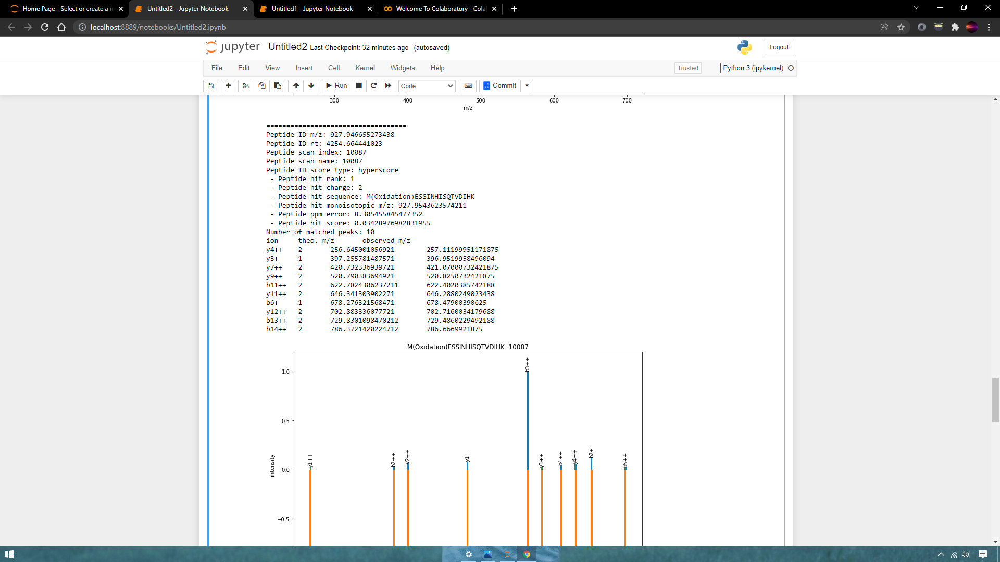 Home Page - Select or create a n
Untitled2 - Jupyter Notebook
Untitled1 - Jupyter Notebook
Welcome To Colaboratory - Cola
localhost:8889/notebooks/Untitled2.ipynb
jupyter Untitled2 Last Checkpoint: 32 minutes ago (autosaved)
Logout
File Edit View Insert Cell Kernel Widgets Help
Trusted
Python 3 (ipykernel)
Run
Code
Commit
300 400 500 600 700
m/z
===================================
Peptide ID m/z: 927.946655273438
Peptide ID rt: 4254.664441023
Peptide scan index: 10087
Peptide scan name: 10087
Peptide ID score type: hyperscore
- Peptide hit rank: 1
- Peptide hit charge: 2
- Peptide hit sequence: M(Oxidation)ESSINHISQTVDIHK
- Peptide hit monoisotopic m/z: 927.9543623574211
- Peptide ppm error: 8.305455845477352
- Peptide hit score: 0.03428976982831955
Number of matched peaks: 10
ion theo. m/z observed m/z
y4++ 2 256.645001056921 257.11199951171875
y3+ 1 397.255781487571 396.9519958496094
y7++ 2 420.732336939721 421.07000732421875
y9++ 2 520.790383694921 520.8250732421875
b11++ 2 622.7824306237211 622.4020385742188
y11++ 2 646.341303902271 646.2880249023438
b6+ 1 678.276321568471 678.47900390625
y12++ 2 702.883336077721 702.7160034179688
b13++ 2 729.8301098470212 729.4860229492188
b14++ 2 786.3721420224712 786.6669921875
M(Oxidation)ESSINHISQTVDIHK 10087
b3++
1.0
0.5
y1++
b2++
y2++
y1+
y3++
b4++
y4++
b2+
b5++
intensity
0.0
−0.5